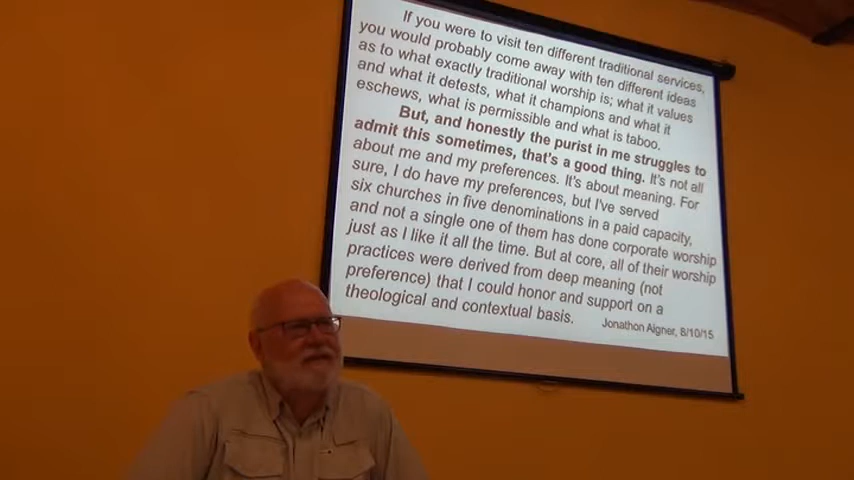 If you were to visit ten different traditional services,
you would probably come away with ten different ideas
as to what exactly traditional worship is; what it values
and what it detests, what it champions and what it
eschews, what is permissible and what is taboo.
But, and honestly the purist in me struggles to
admit this sometimes, that's a good thing. It's not all
about me and my preferences. It's about meaning. For
sure, I do have my preferences, but I've served
six churches in five denominations in a paid capacity,
and not a single one of them has done corporate worship
just as I like it all the time. But at core, all of their worship
practices were derived from deep meaning (not
preference) that I could honor and support on a
theological and contextual basis.
Jonathon Aigner, 8/10/15